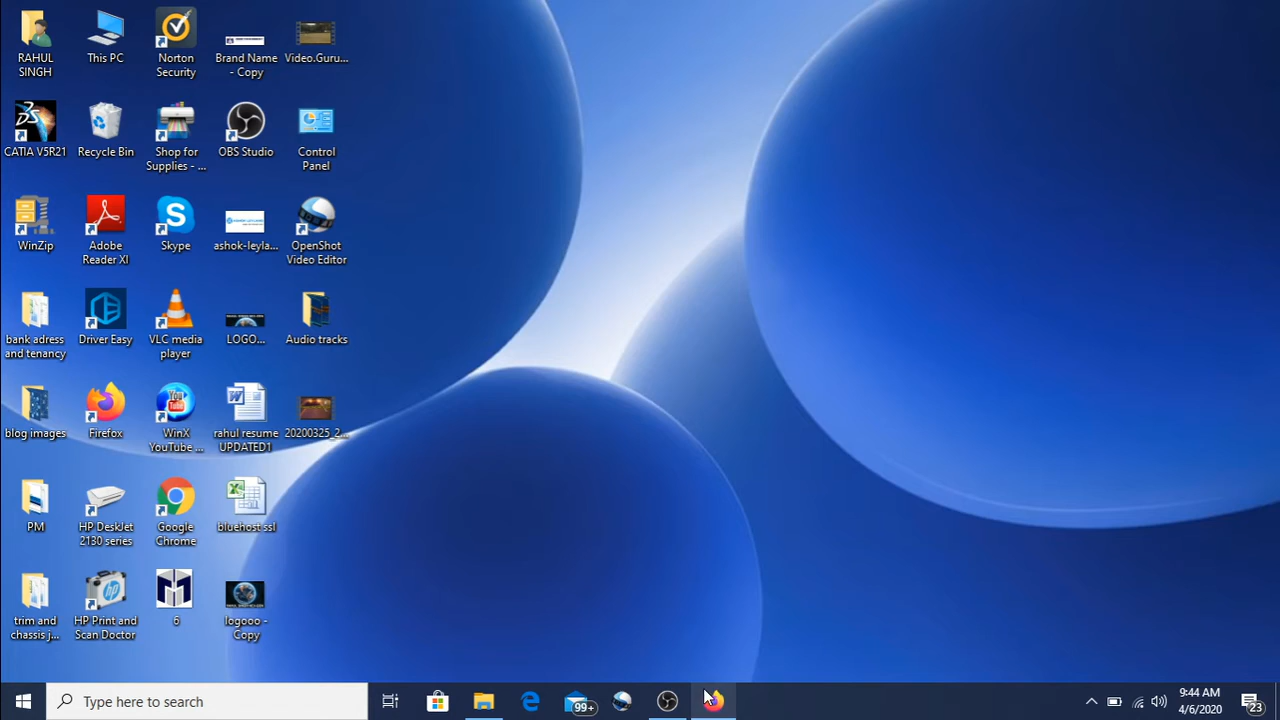 RAHUL
SINGH
This PC
Norton
Security
Brand Name
- Copy
Video.Guru...
CATIA V5R21
Recycle Bin
Shop for
Supplies - ...
OBS Studio
Control
Panel
WinZip
Adobe
Reader XI
Skype
ashok-leyla...
OpenShot
Video Editor
bank adress
and tenancy
Driver Easy
VLC media
player
LOGO...
Audio tracks
blog images
Firefox
WinX
YouTube ...
rahul resume
UPDATED1
20200325_2...
PM
HP DeskJet
2130 series
Google
Chrome
bluehost ssl
trim and
chassis j...
HP Print and
Scan Doctor
6
logooo -
Copy
Type here to search
99+
9:44 AM
4/6/2020
23